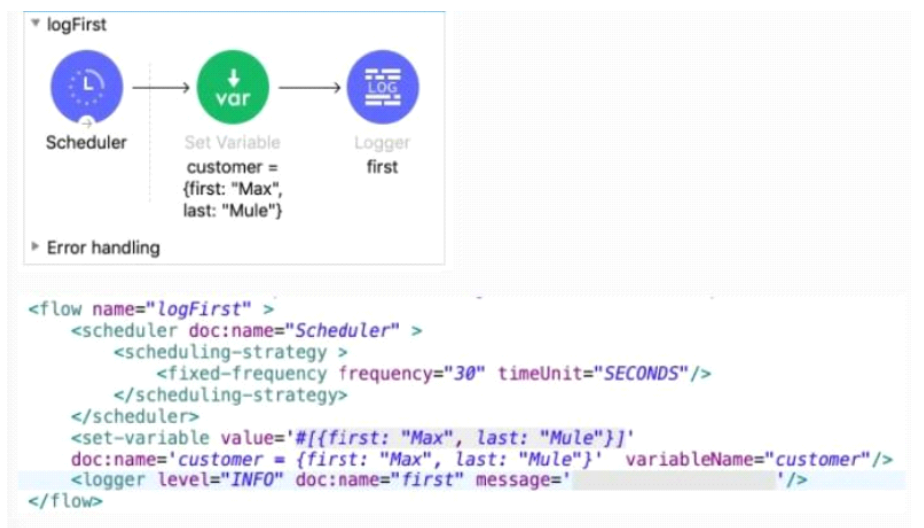 logFirst
Scheduler
var
Set Variable
customer =
{first: "Max",
last: "Mule"}
LOG
Logger
first
Error handling
<flow name="logFirst" >
<scheduler doc:name="Scheduler" >
<scheduling-strategy >
<fixed-frequency frequency="30" timeUnit="SECONDS"/>
</scheduling-strategy>
</scheduler>
<set-variable value='#[{first: "Max", last: "Mule"}]'
doc:name='customer = {first: "Max", last: "Mule"}' variableName="customer"/>
<logger level="INFO" doc:name="first" message=' '/>
</flow>